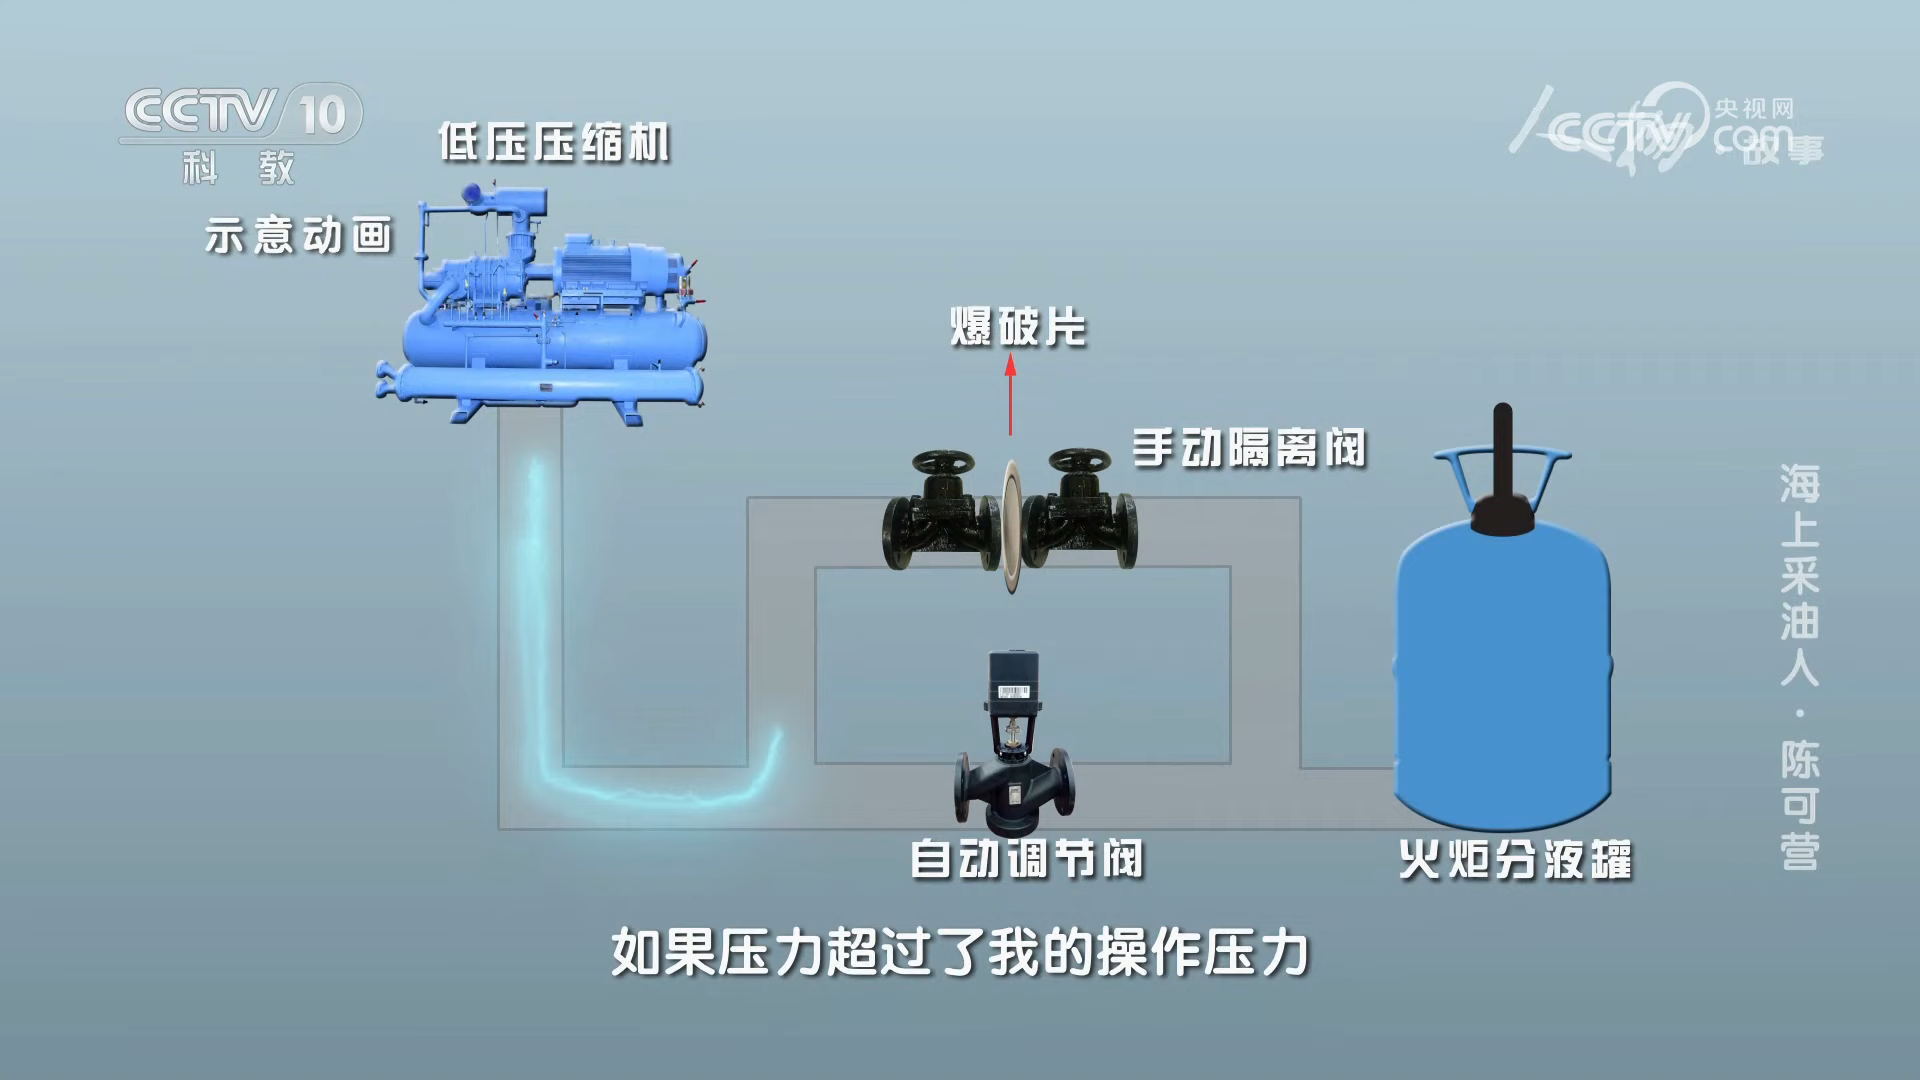 CCTV 10
科教
央视网
CCTV.com
人物·故事
低压压缩机
示意动画
爆破片
手动隔离阀
自动调节阀
火炬分液罐
海上采油人·陈可营
如果压力超过了我的操作压力